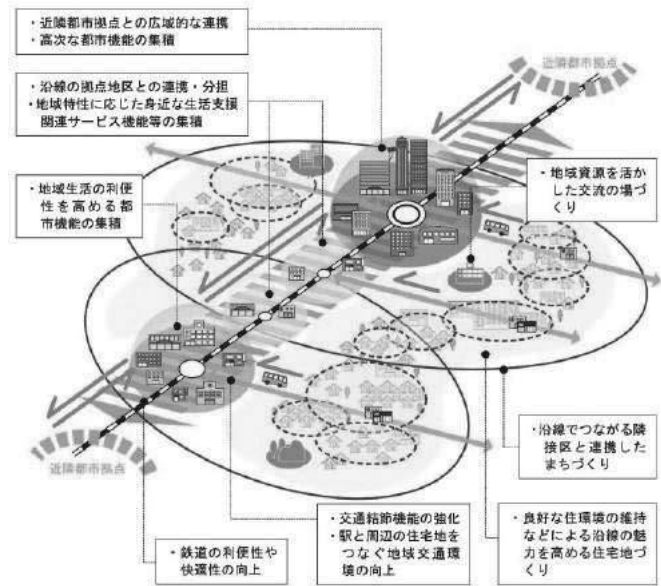 ・近隣都市拠点との広域的な連携
・高次な都市機能の集積
近隣都市拠点
・沿線の拠点地区との連携・分担
・地域特性に応じた身近な生活支援
関連サービス機能等の集積
・地域生活の利便
性を高める都
市機能の集積
・地域資源を活か
した交流の場づ
くり
・沿線でつながる隣
接区と連携した
まちづくり
近隣都市拠点
・鉄道の利便性や
快適性の向上
・交通結節機能の強化
・駅と周辺の住宅地を
つなぐ地域交通環
境の向上
・良好な住環境の維持
などによる沿線の魅
力を高める住宅地づ
くり